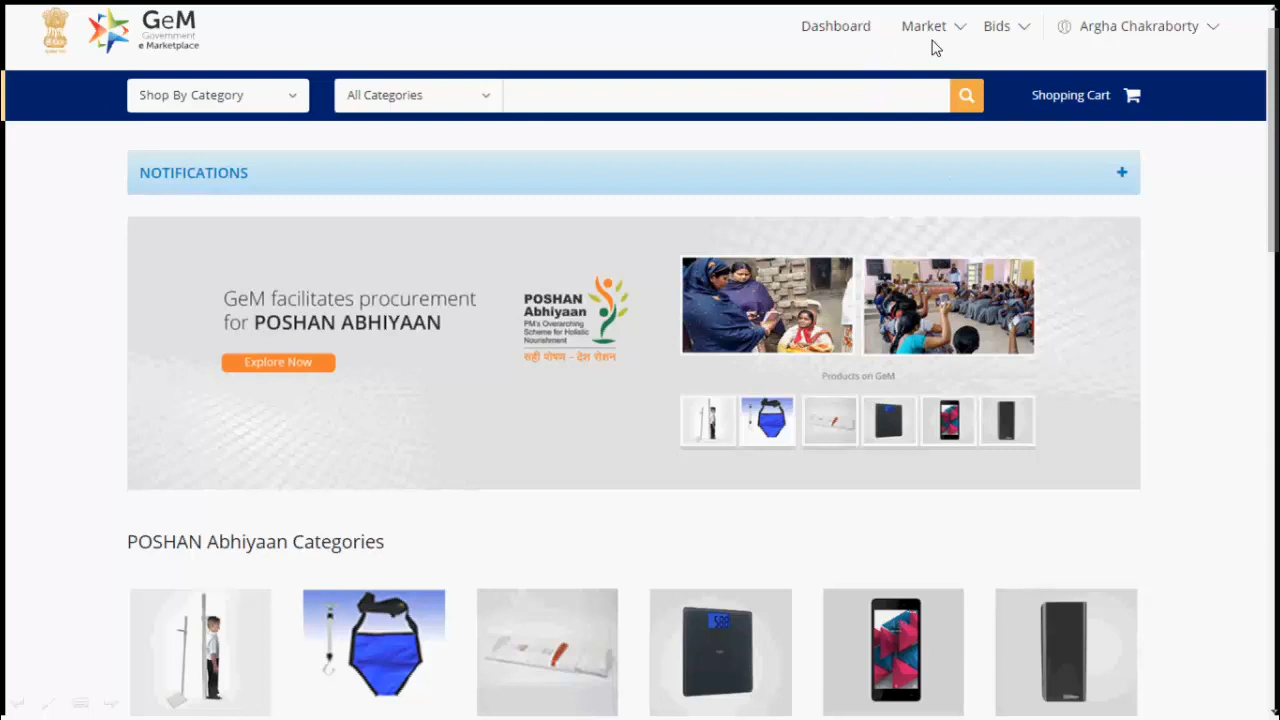 GeM
Government
e Marketplace
Dashboard
Market
Bids
Argha Chakraborty
Shop By Category
All Categories
Shopping Cart
NOTIFICATIONS
+
GeM facilitates procurement
for POSHAN ABHIYAAN
Explore Now
POSHAN
Abhiyaan
PM's Overarching
Scheme for Holistic
Nourishment
सही पोषण - देश रोशन
Products on GeM
POSHAN Abhiyaan Categories